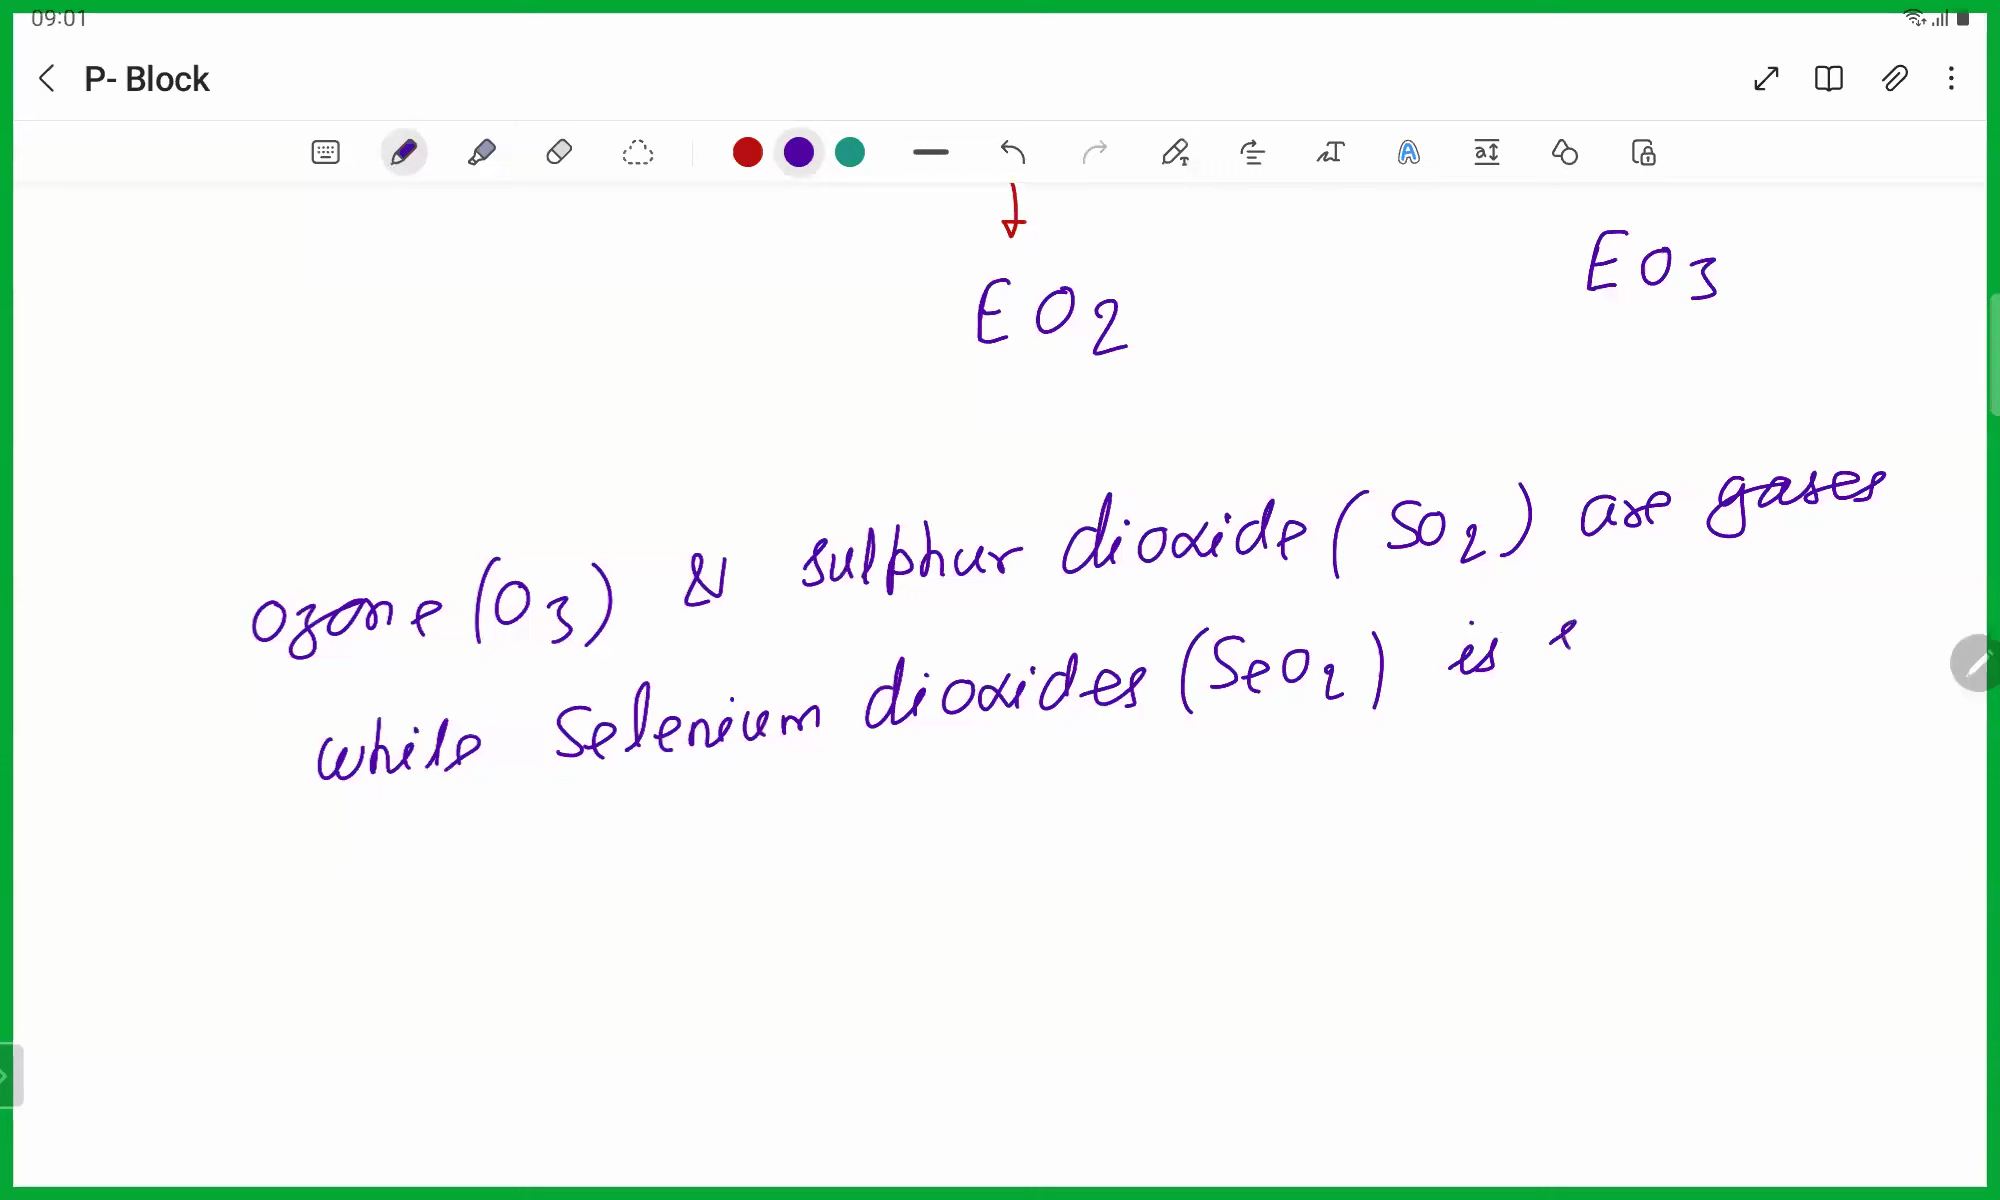 09:01
P- Block
EO2
EO3
Ozone (O3) & sulphur dioxide (SO2) are gases
while Selenium dioxides (SeO2) is